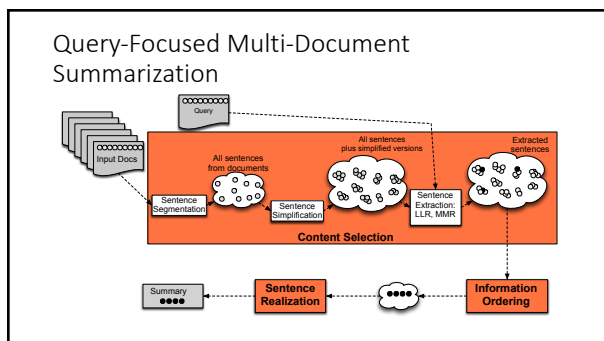 Query-Focused Multi-Document
Summarization
Query
Input Docs
All sentences
from documents
All sentences
plus simplified versions
Extracted
sentences
Sentence
Segmentation
Sentence
Simplification
Sentence
Extraction:
LLR, MMR
Content Selection
Summary
Sentence
Realization
Information
Ordering